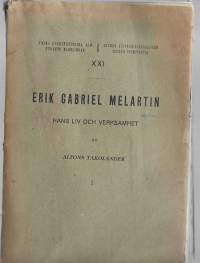 XXI
ERIK GABRIEL MELARTIN
HANS LIV OCH VERKSAMHET
AV
ALFONS TAKOLANDER
I